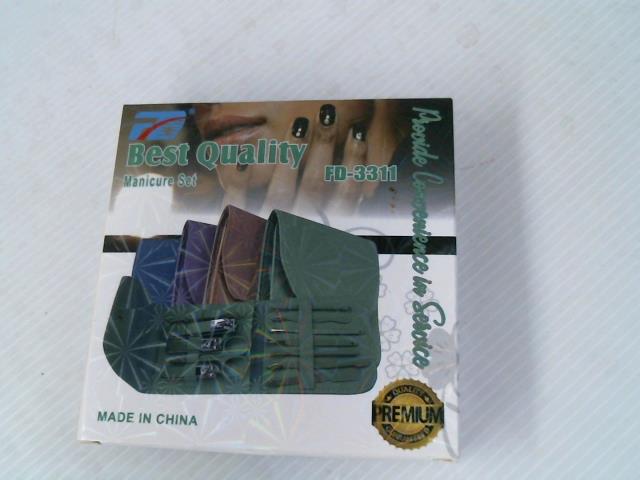 Best Quality
Manicure Set
FD-3311
Provide Convenience in Service
MADE IN CHINA
QUALITY
PREMIUM